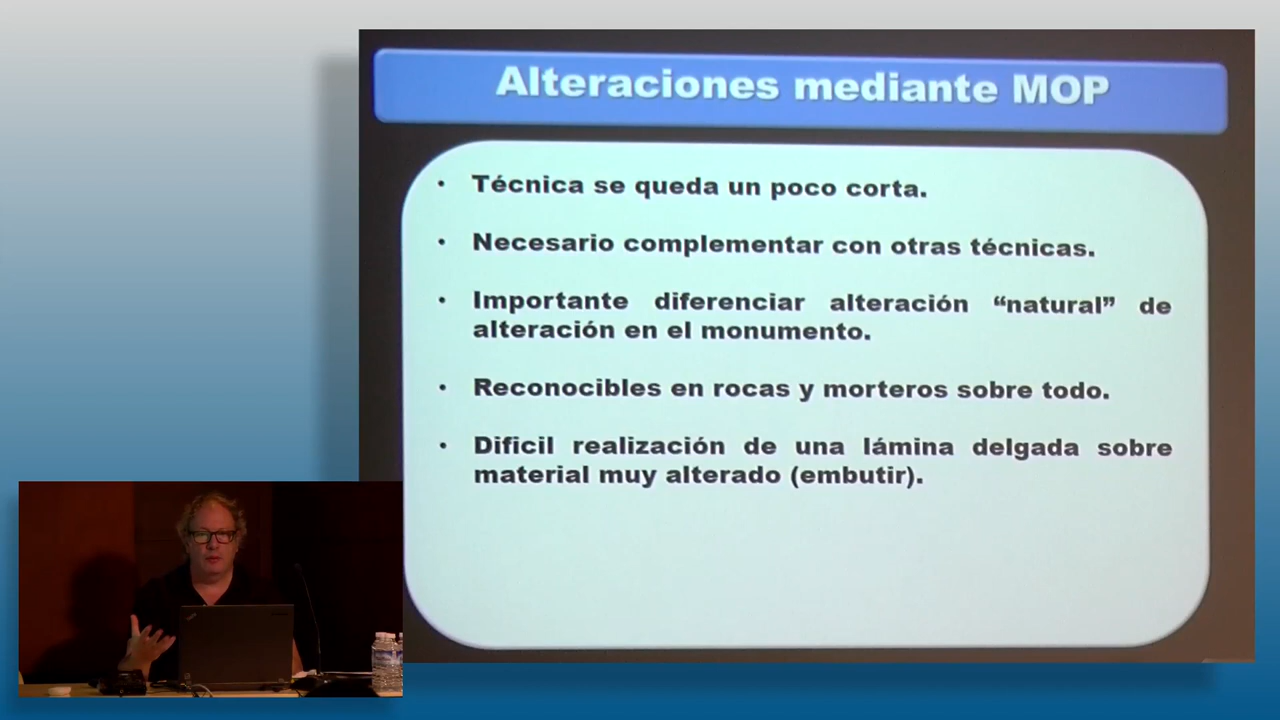 Alteraciones mediante MOP
• Técnica se queda un poco corta.
• Necesario complementar con otras técnicas.
• Importante diferenciar alteración “natural” de
alteración en el monumento.
• Reconocibles en rocas y morteros sobre todo.
• Dificil realización de una lámina delgada sobre
material muy alterado (embutir).